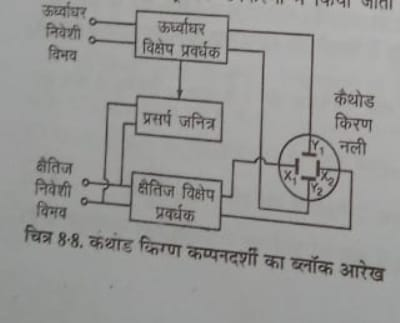 में किया जाता
ऊर्ध्वाधर
निवेशी
विभव
ऊर्ध्वाधर
विक्षेप प्रवर्धक
प्रसर्प जनित्र
कैथोड
किरण
नली
Y₁
X₁ X₂
Y₂
क्षैतिज
निवेशी
विभव
क्षैतिज विक्षेप
प्रवर्धक
चित्र 8·8. कैथोड किरण कम्पनदर्शी का ब्लॉक आरेख